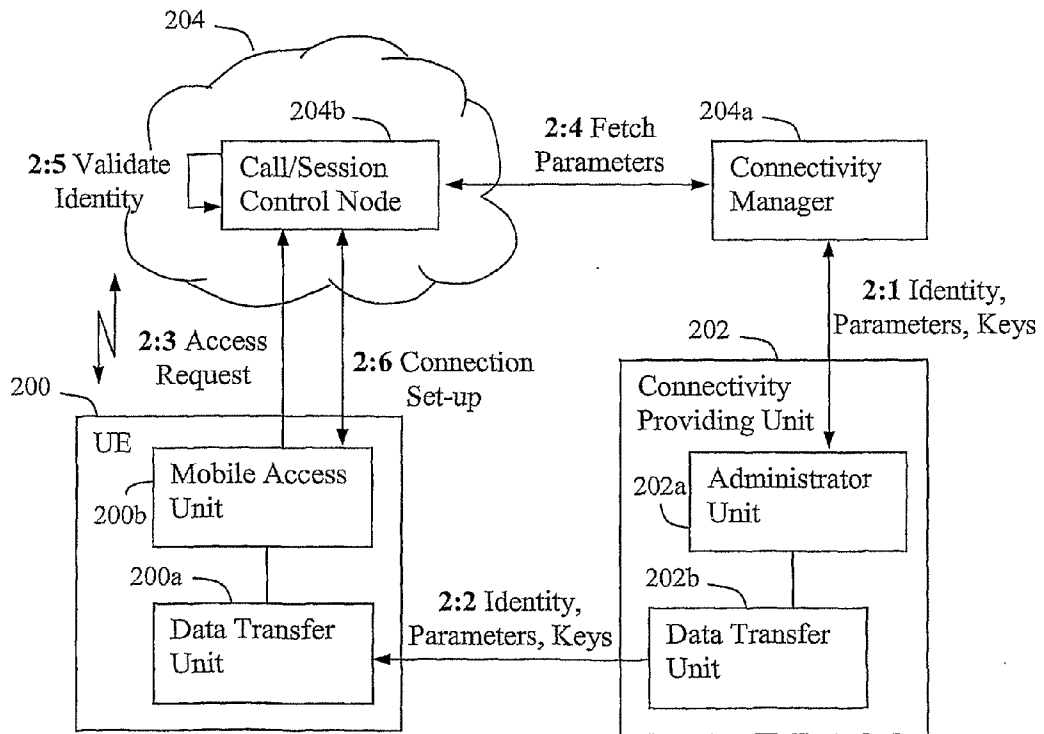 204
204b
204a
2:4 Fetch
Parameters
2:5 Validate
Identity
Call/Session
Control Node
Connectivity
Manager
2:1 Identity,
Parameters, Keys
2:3 Access
Request
2:6 Connection
Set-up
202
200
UE
Connectivity
Providing Unit
Mobile Access
Unit
200b
Administrator
Unit
202a
200a
202b
2:2 Identity,
Parameters, Keys
Data Transfer
Unit
Data Transfer
Unit